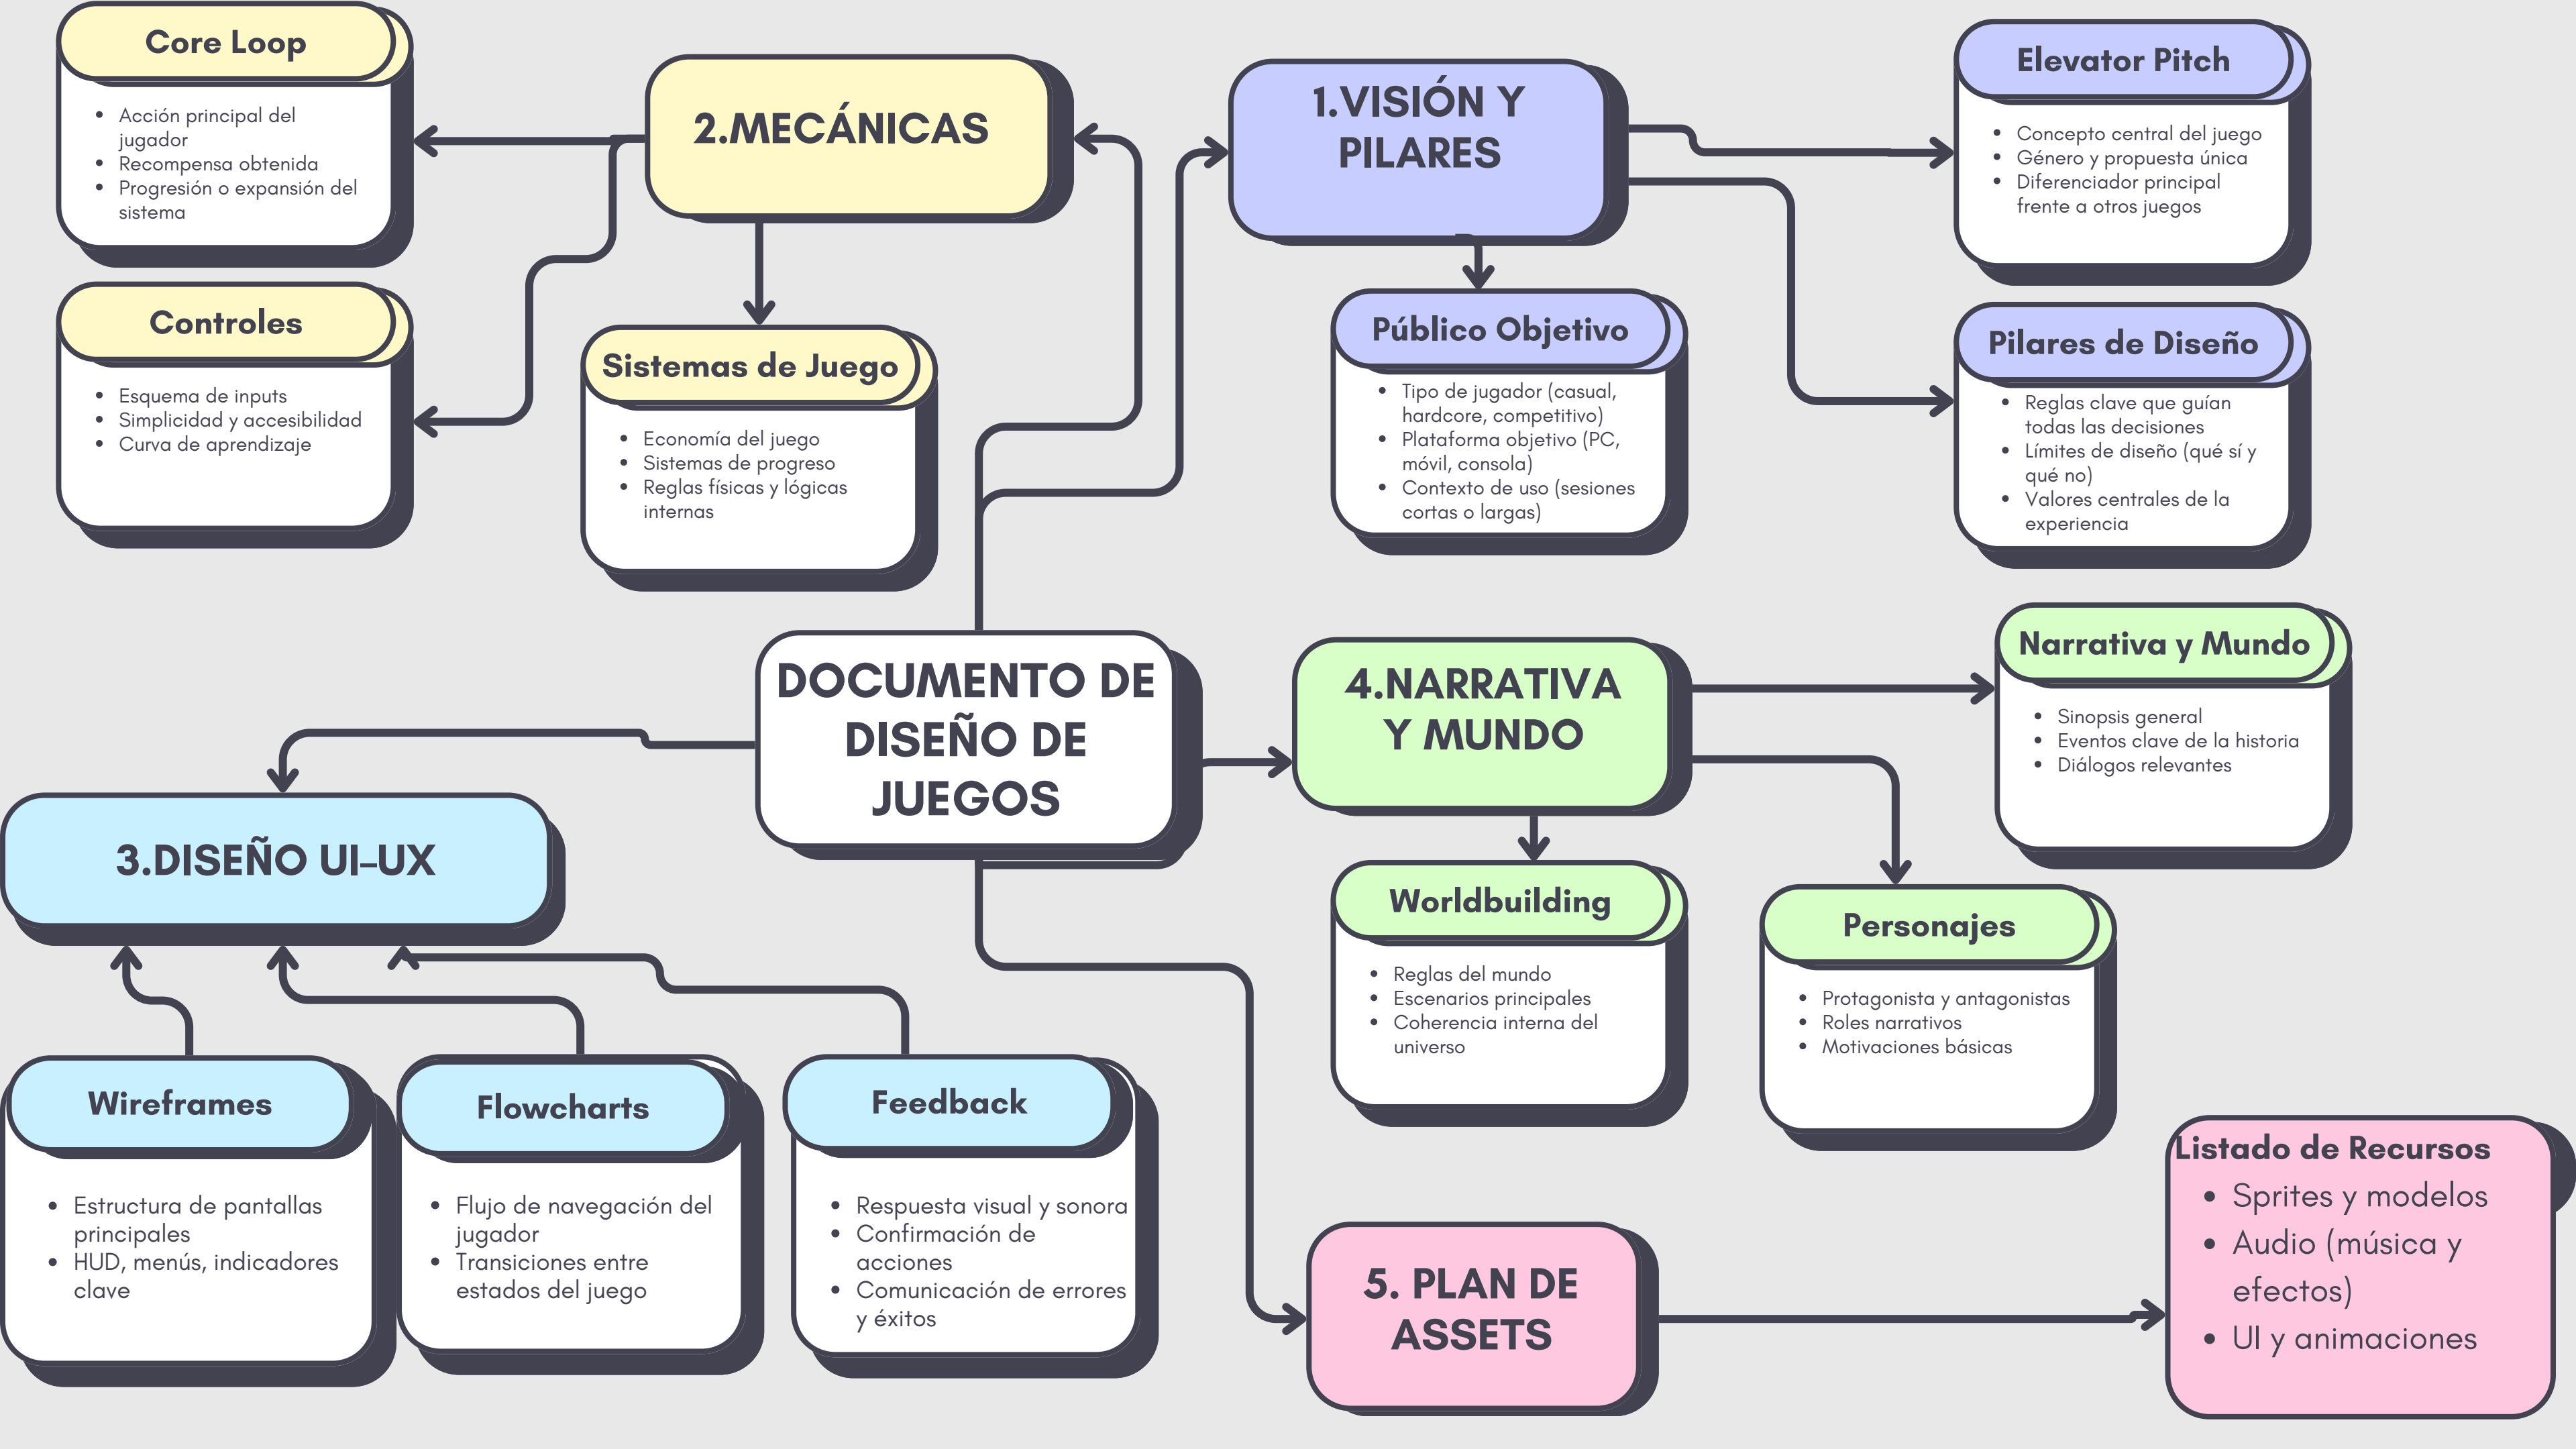 Core Loop
• Acción principal del
jugador
• Recompensa obtenida
• Progresión o expansión del
sistema
2.MECÁNICAS
1.VISIÓN Y
PILARES
Elevator Pitch
• Concepto central del juego
• Género y propuesta única
• Diferenciador principal
frente a otros juegos
Controles
• Esquema de inputs
• Simplicidad y accesibilidad
• Curva de aprendizaje
Sistemas de Juego
• Economía del juego
• Sistemas de progreso
• Reglas físicas y lógicas
internas
Público Objetivo
• Tipo de jugador (casual,
hardcore, competitivo)
• Plataforma objetivo (PC,
móvil, consola)
• Contexto de uso (sesiones
cortas o largas)
Pilares de Diseño
• Reglas clave que guían
todas las decisiones
• Límites de diseño (qué sí y
qué no)
• Valores centrales de la
experiencia
DOCUMENTO DE
DISEÑO DE
JUEGOS
4.NARRATIVA
Y MUNDO
Narrativa y Mundo
• Sinopsis general
• Eventos clave de la historia
• Diálogos relevantes
3.DISEÑO UI-UX
Worldbuilding
• Reglas del mundo
• Escenarios principales
• Coherencia interna del
universo
Personajes
• Protagonista y antagonistas
• Roles narrativos
• Motivaciones básicas
Wireframes
• Estructura de pantallas
principales
• HUD, menús, indicadores
clave
Flowcharts
• Flujo de navegación del
jugador
• Transiciones entre
estados del juego
Feedback
• Respuesta visual y sonora
• Confirmación de
acciones
• Comunicación de errores
y éxitos
5. PLAN DE
ASSETS
Listado de Recursos
• Sprites y modelos
• Audio (música y
efectos)
• UI y animaciones